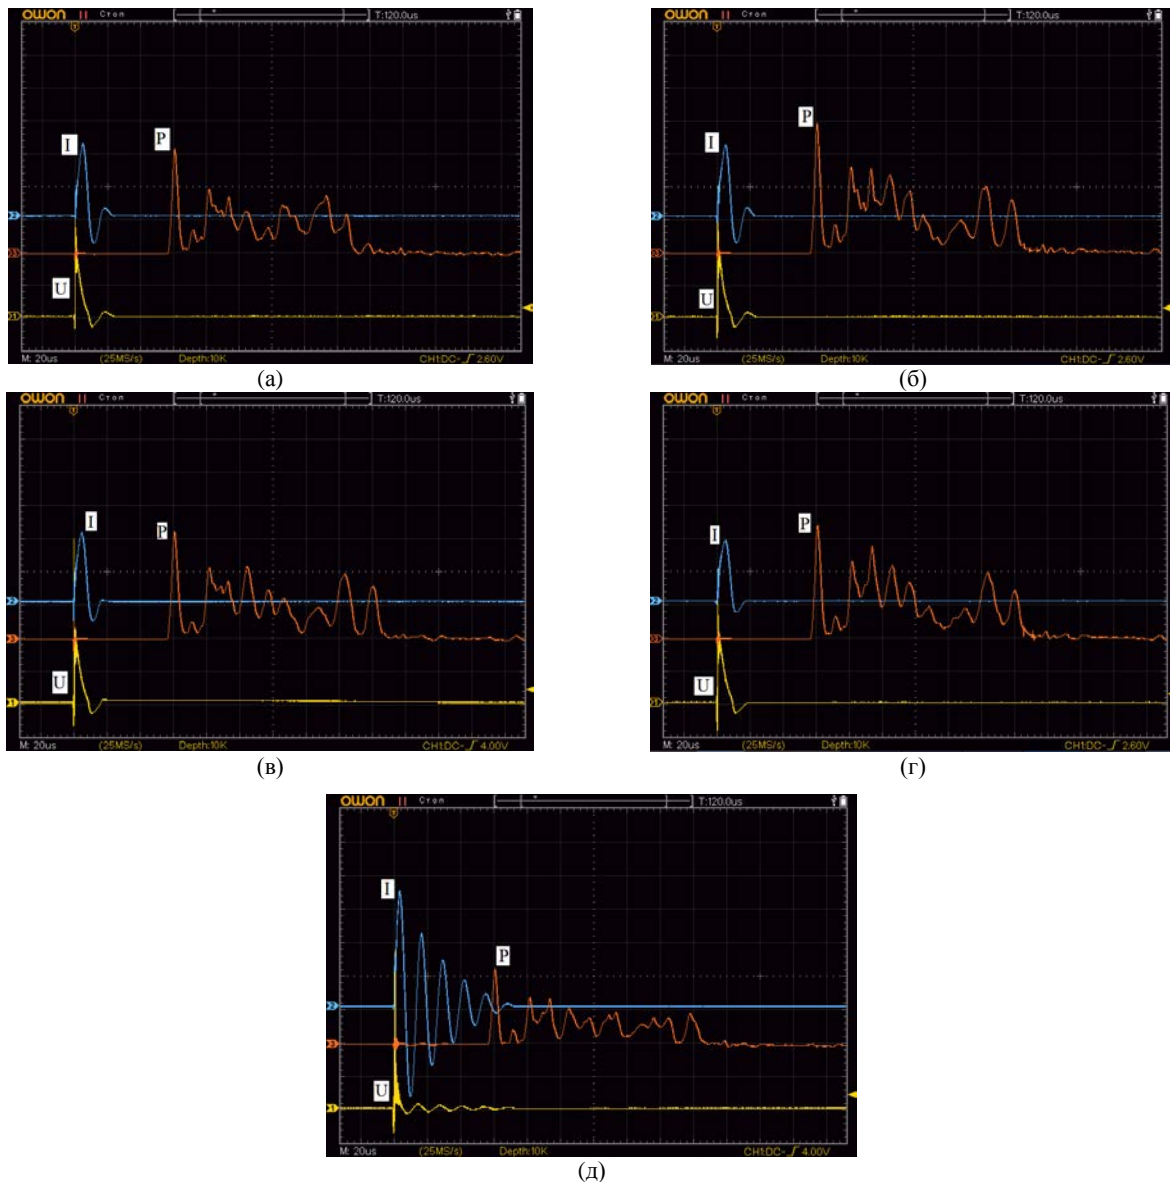 owon Стоп T:120.0us
I
P
U
M: 20us (25MS/s) Depth:10K CH1:DC- 2.60V
(а)
owon Стоп T:120.0us
I
P
U
M: 20us (25MS/s) Depth:10K CH1:DC- 2.60V
(б)
owon Стоп T:120.0us
I
P
U
M: 20us (25MS/s) Depth:10K CH1:DC- 4.00V
(в)
owon Стоп T:120.0us
I
P
U
M: 20us (25MS/s) Depth:10K CH1:DC- 2.60V
(г)
owon Стоп T:120.0us
I
P
U
M: 20us (25MS/s) Depth:10K CH1:DC- 4.00V
(д)